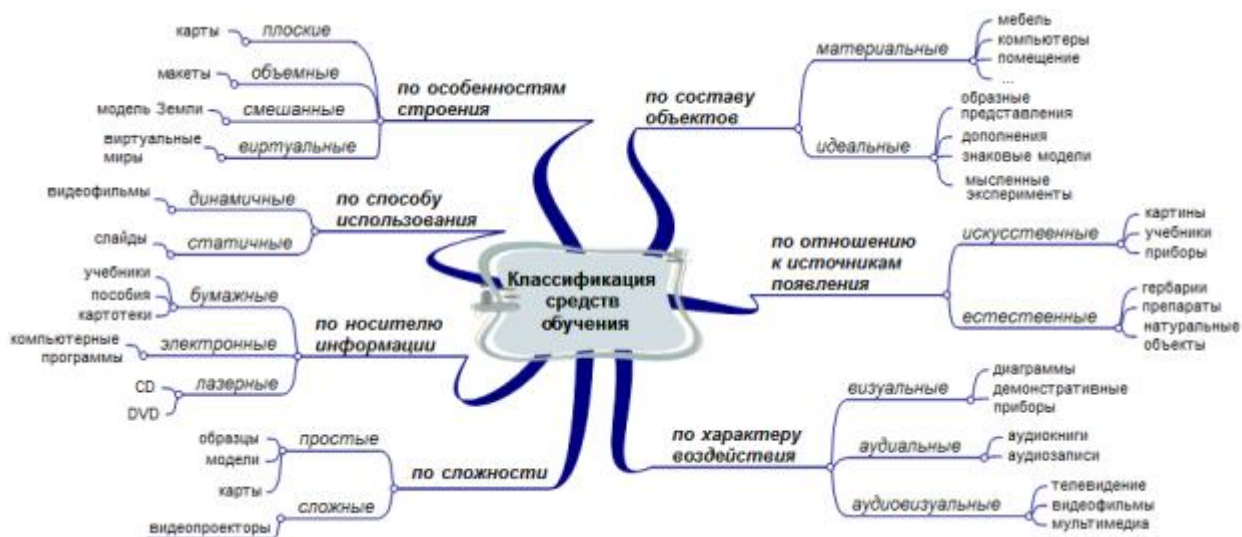 Классификация
средств
обучения
по составу
объектов
материальные
мебель
компьютеры
помещение
...
идеальные
образные
представления
дополнения
знаковые модели
мысленные
эксперименты
по отношению
к источникам
появления
искусственные
картины
учебники
приборы
естественные
гербарии
препараты
натуральные
объекты
по характеру
воздействия
визуальные
диаграммы
демонстративные
приборы
аудиальные
аудиокниги
аудиозаписи
аудиовизуальные
телевидение
видеофильмы
мультимедиа
по сложности
простые
образцы
модели
карты
сложные
видеопроекторы
по носителю
информации
бумажные
учебники
пособия
картотеки
электронные
компьютерные
программы
лазерные
CD
DVD
по способу
использования
динамичные
видеофильмы
статичные
слайды
по особенностям
строения
плоские
карты
объемные
макеты
смешанные
модель Земли
виртуальные
виртуальные
миры